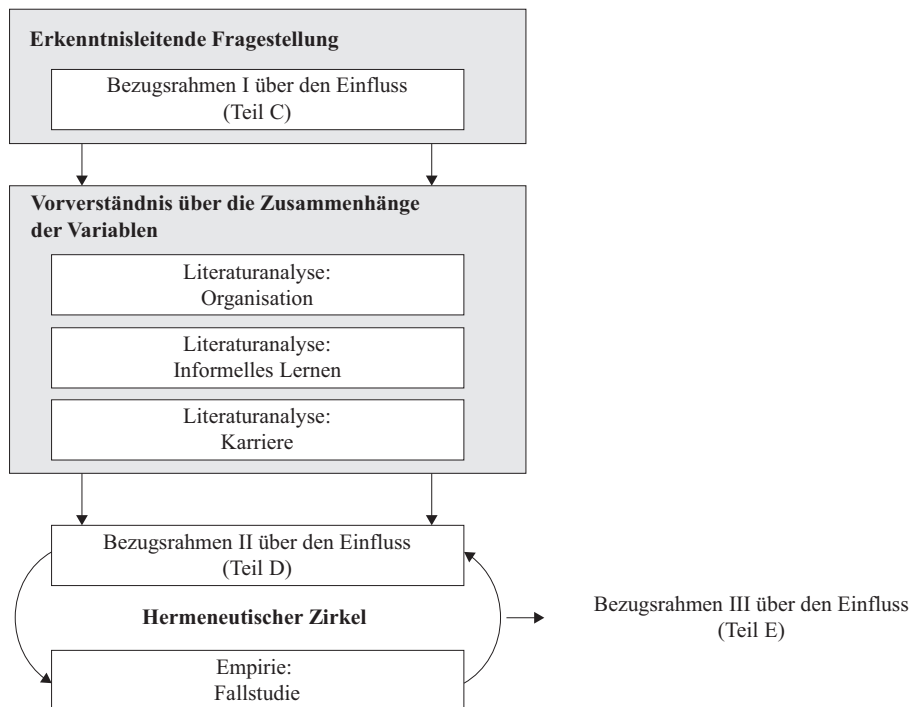 Erkenntnisleitende Fragestellung
Bezugsrahmen I über den Einfluss
(Teil C)
Vorverständnis über die Zusammenhänge
der Variablen
Literaturanalyse:
Organisation
Literaturanalyse:
Informelles Lernen
Literaturanalyse:
Karriere
Bezugsrahmen II über den Einfluss
(Teil D)
Hermeneutischer Zirkel
Bezugsrahmen III über den Einfluss
(Teil E)
Empirie:
Fallstudie